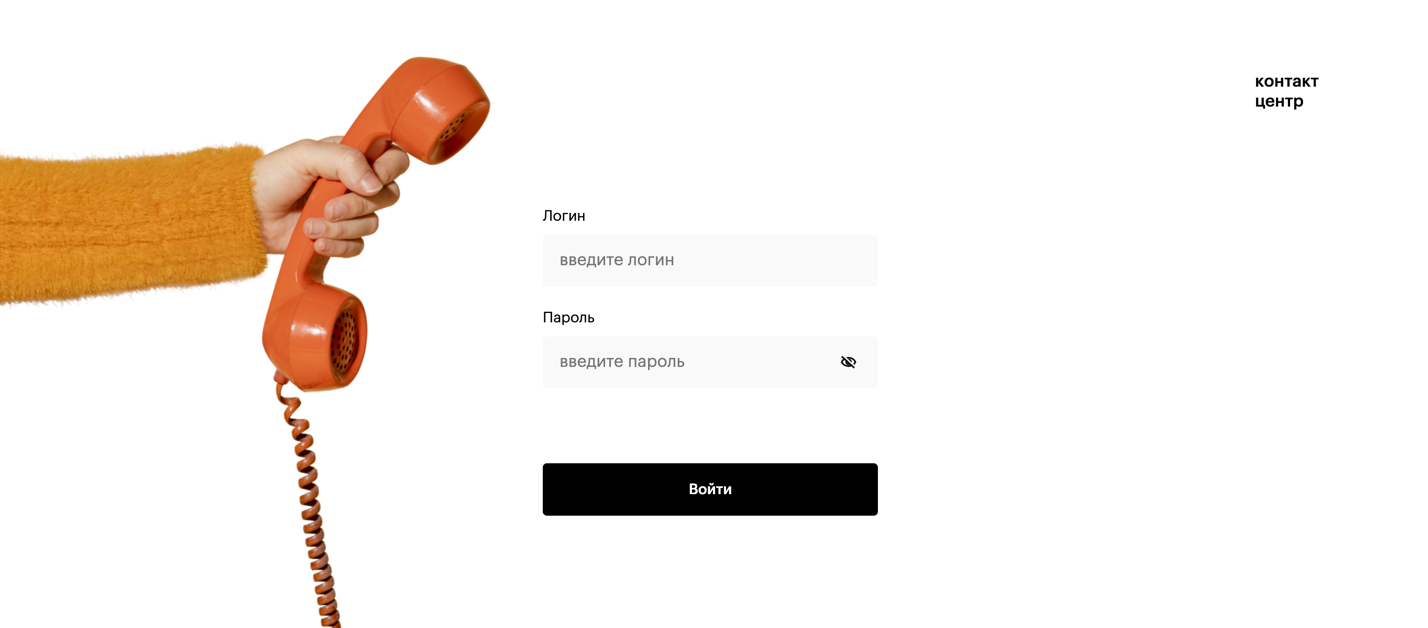 контакт
центр
Логин
введите логин
Пароль
введите пароль
Войти